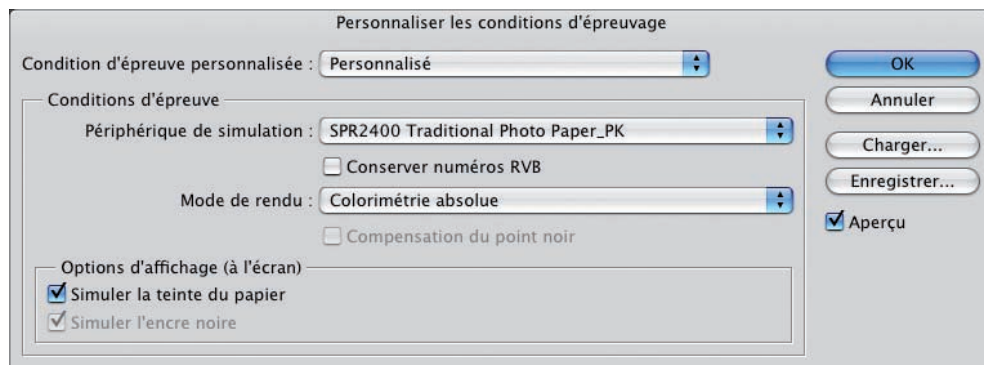 Personnaliser les conditions d'épreuvage
Condition d'épreuve personnalisée : Personnalisé
OK
Conditions d'épreuve
Annuler
Périphérique de simulation : SPR2400 Traditional Photo Paper_PK
Charger...
Conserver numéros RVB
Enregistrer...
Mode de rendu : Colorimétrie absolue
Aperçu
Compensation du point noir
Options d'affichage (à l'écran)
Simuler la teinte du papier
Simuler l'encre noire